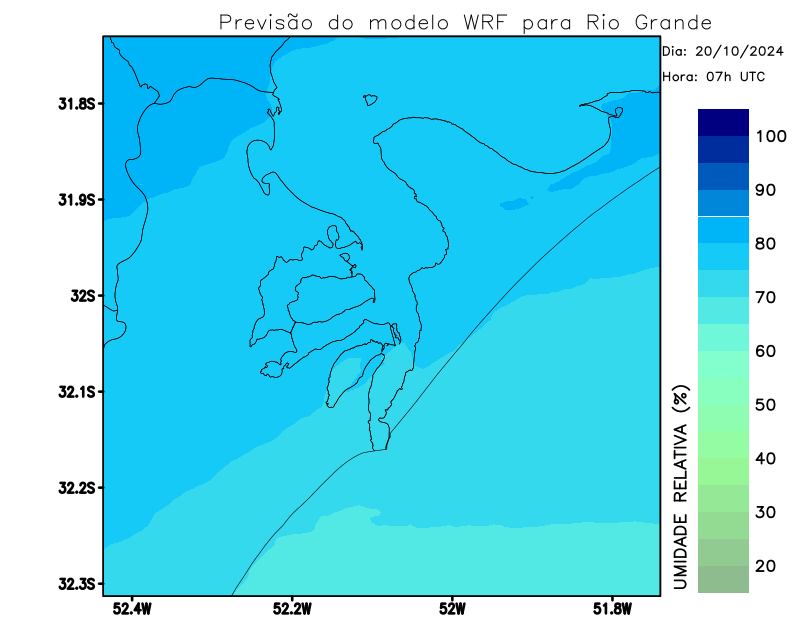 Previsão do modelo WRF para Rio Grande
Dia: 20/10/2024
Hora: 07h UTC
31.8S
31.9S
32S
32.1S
32.2S
32.3S
52.4W
52.2W
52W
51.8W
100
90
80
70
60
50
40
30
20
UMIDADE RELATIVA (%)